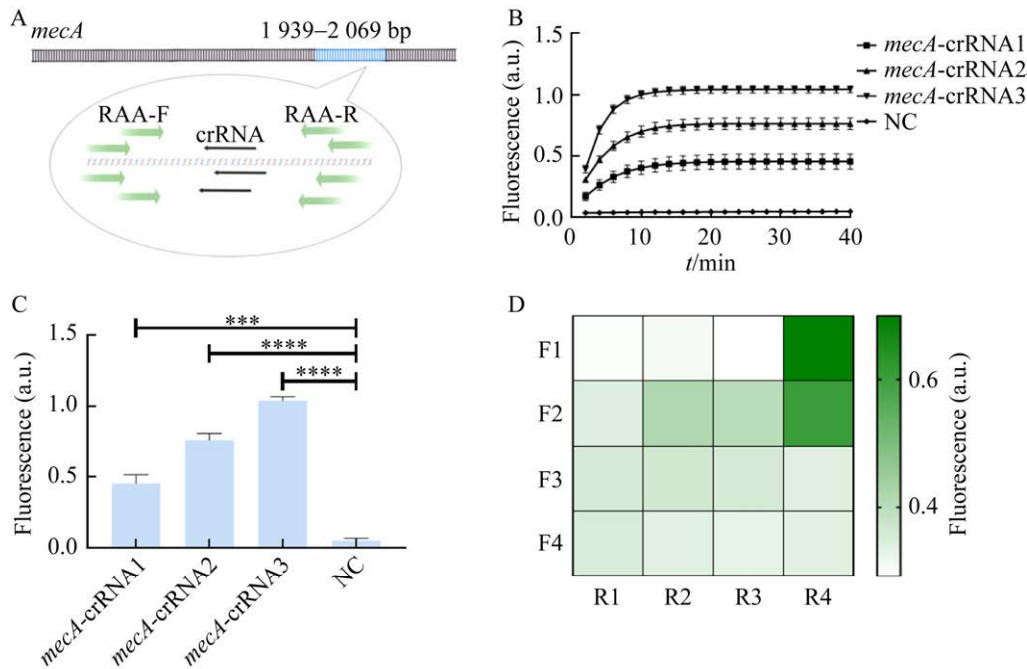 A
mecA
1 939–2 069 bp
RAA-F
RAA-R
crRNA
B
1.5
1.0
0.5
0.0
Fluorescence (a.u.)
0
10
20
30
40
t/min
mecA-crRNA1
mecA-crRNA2
mecA-crRNA3
NC
C
1.5
1.0
0.5
0.0
Fluorescence (a.u.)
***
****
****
mecA-crRNA1
mecA-crRNA2
mecA-crRNA3
NC
D
F1
F2
F3
F4
R1
R2
R3
R4
0.6
0.4
Fluorescence (a.u.)